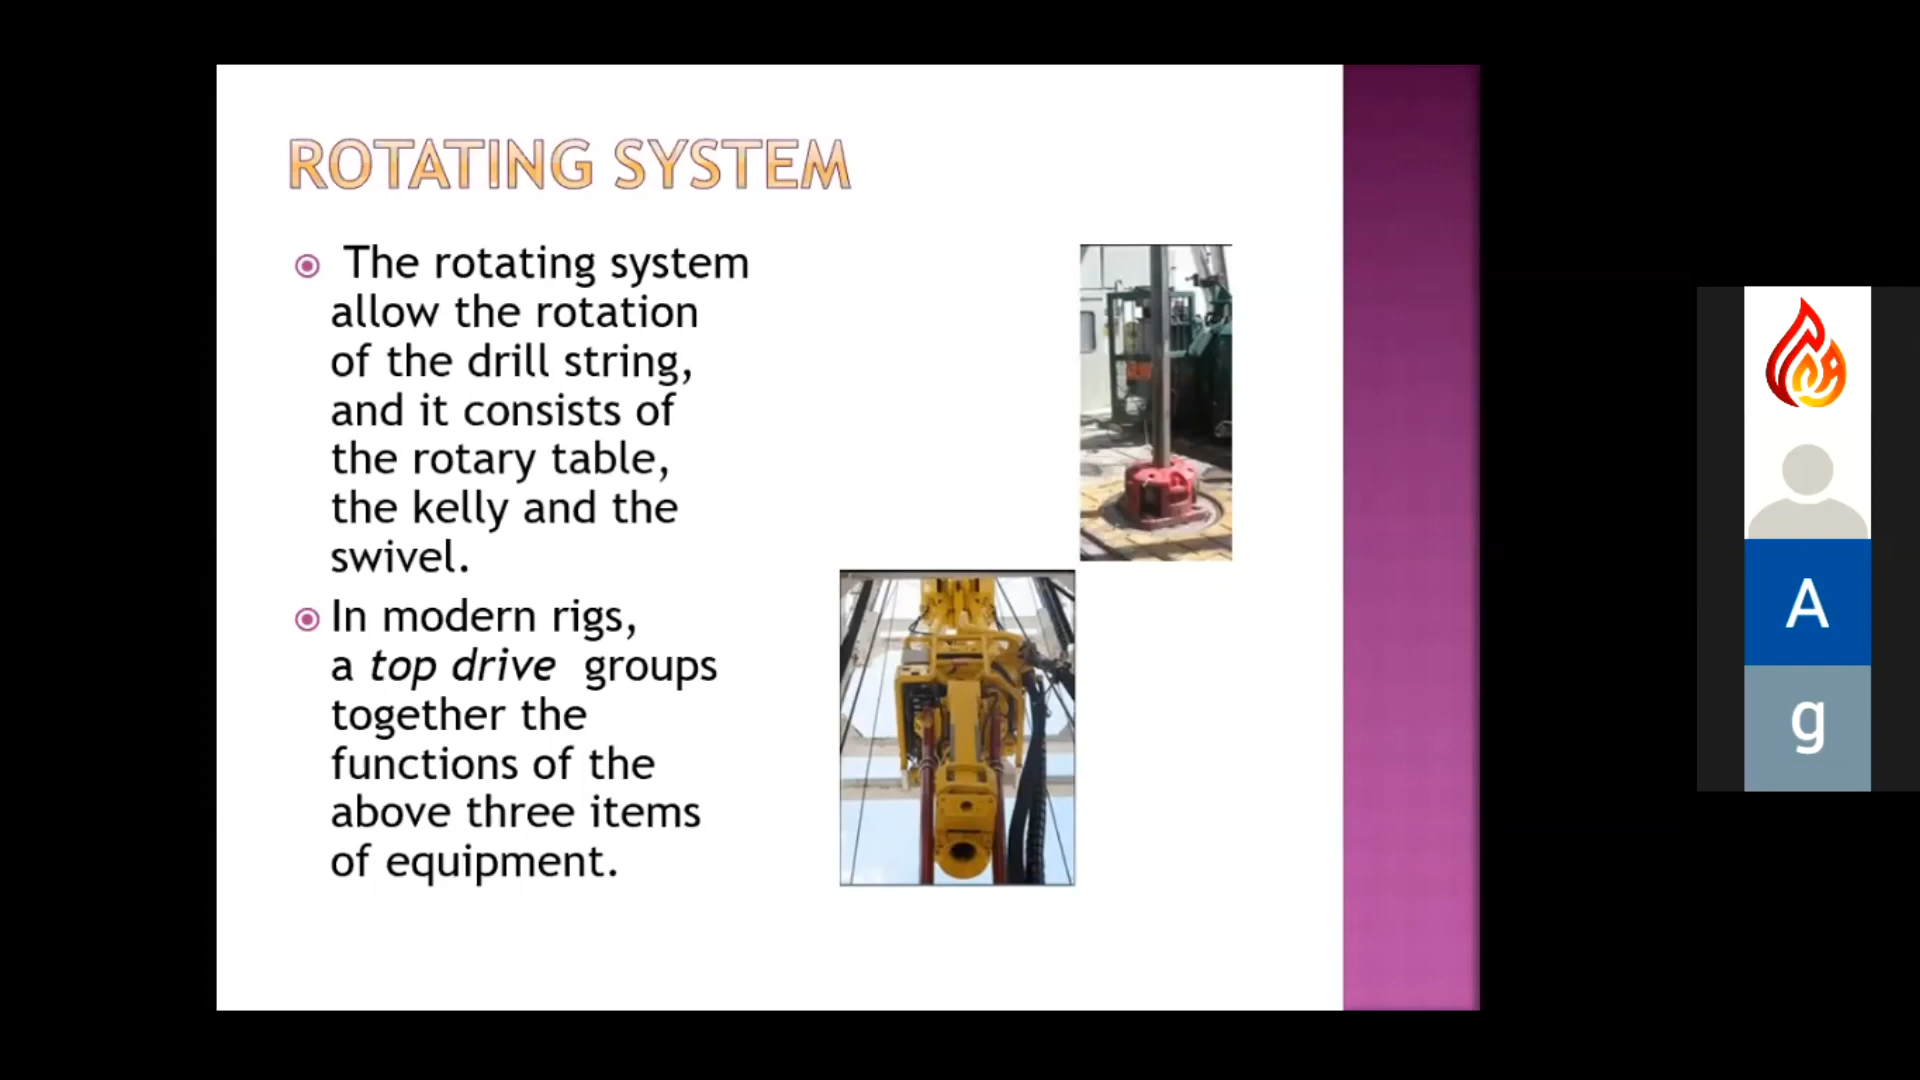 ROTATING SYSTEM
The rotating system
allow the rotation
of the drill string,
and it consists of
the rotary table,
the kelly and the
swivel.
In modern rigs,
a top drive groups
together the
functions of the
above three items
of equipment.
A
g